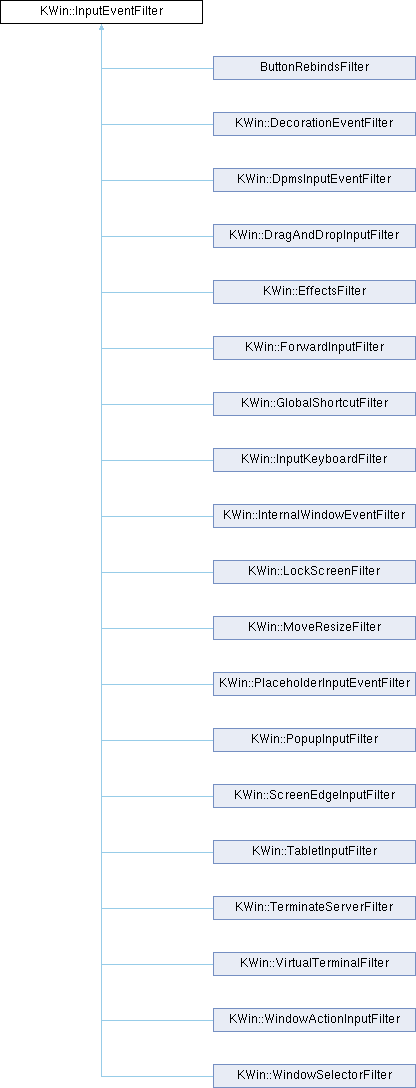 KWin::InputEventFilter
ButtonRebindsFilter
KWin::DecorationEventFilter
KWin::DpmsInputEventFilter
KWin::DragAndDropInputFilter
KWin::EffectsFilter
KWin::ForwardInputFilter
KWin::GlobalShortcutFilter
KWin::InputKeyboardFilter
KWin::InternalWindowEventFilter
KWin::LockScreenFilter
KWin::MoveResizeFilter
KWin::PlaceholderInputEventFilter
KWin::PopupInputFilter
KWin::ScreenEdgeInputFilter
KWin::TabletInputFilter
KWin::TerminateServerFilter
KWin::VirtualTerminalFilter
KWin::WindowActionInputFilter
KWin::WindowSelectorFilter